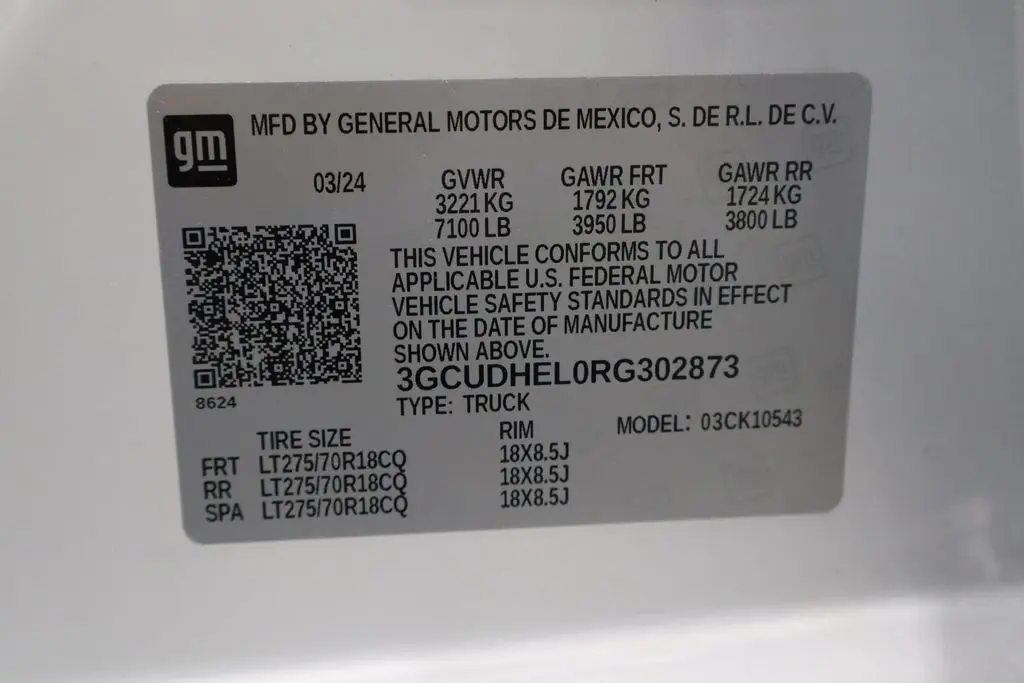 gm
MFD BY GENERAL MOTORS DE MEXICO, S. DE R.L. DE C.V.
03/24 GVWR GAWR FRT GAWR RR
3221 KG 1792 KG 1724 KG
7100 LB 3950 LB 3800 LB
THIS VEHICLE CONFORMS TO ALL
APPLICABLE U.S. FEDERAL MOTOR
VEHICLE SAFETY STANDARDS IN EFFECT
ON THE DATE OF MANUFACTURE
SHOWN ABOVE.
3GCUDHEL0RG302873
8624
TYPE: TRUCK
MODEL: 03CK10543
TIRE SIZE RIM
FRT LT275/70R18CQ 18X8.5J
RR LT275/70R18CQ 18X8.5J
SPA LT275/70R18CQ 18X8.5J